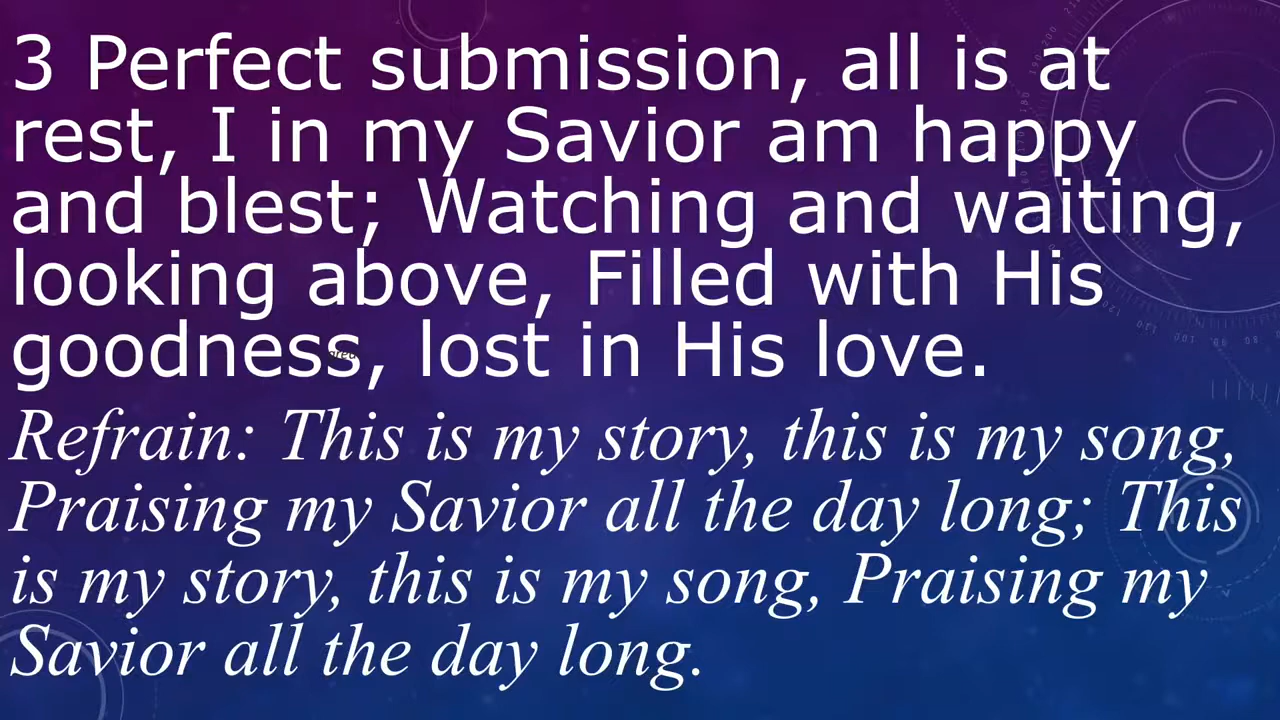 3 Perfect submission, all is at
rest, I in my Savior am happy
and blest; Watching and waiting,
looking above, Filled with His
goodness, lost in His love.
Refrain: This is my story, this is my song,
Praising my Savior all the day long; This
is my story, this is my song, Praising my
Savior all the day long.